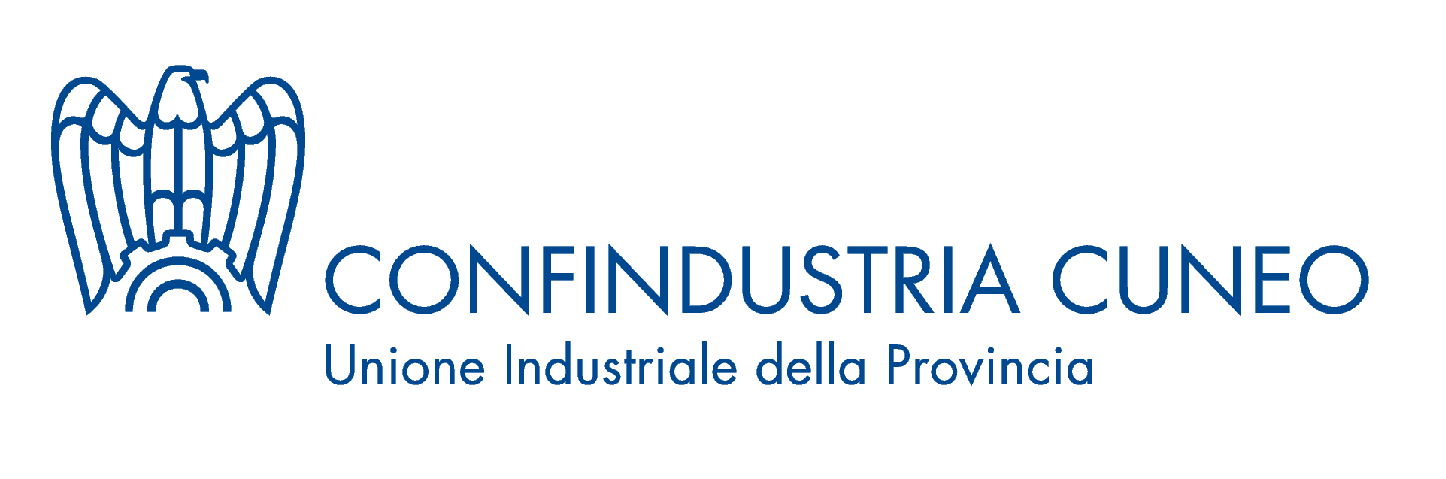 CONFINDUSTRIA CUNEO
Unione Industriale della Provincia